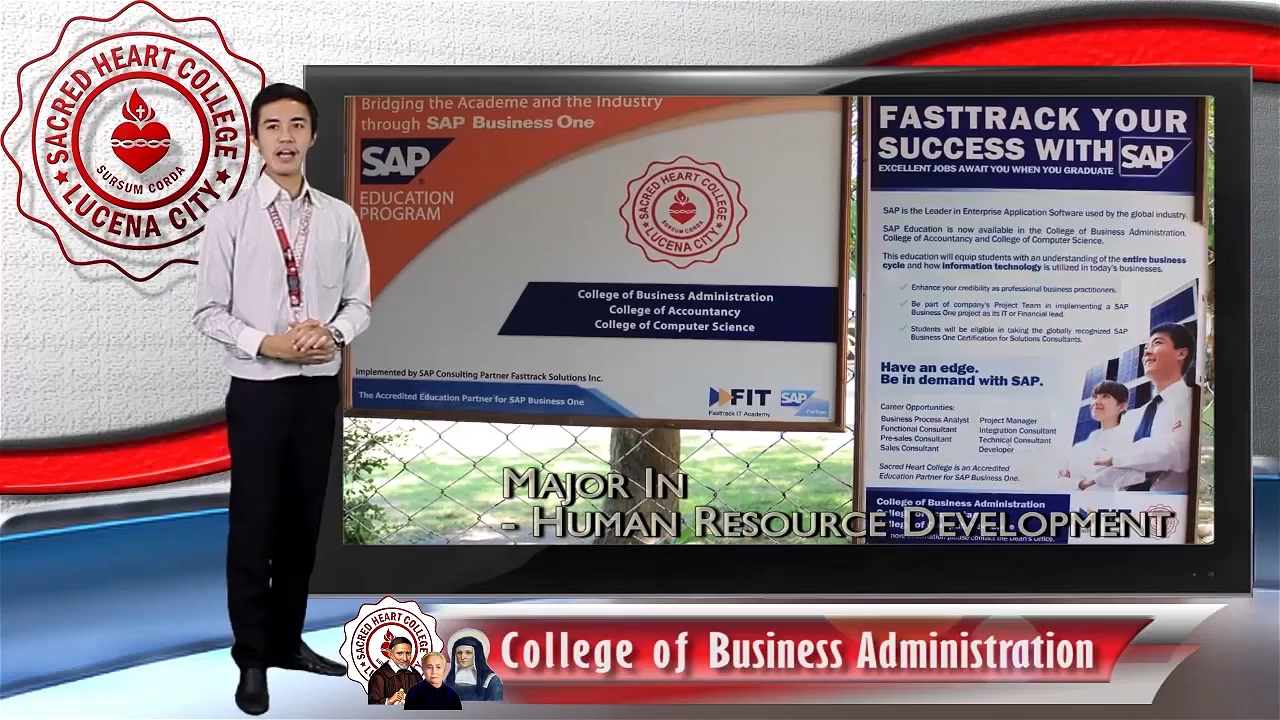 SACRED HEART COLLEGE
SURSUM CORDA
LUCENA CITY
Bridging the Academe and the Industry
through SAP Business One
SAP
EDUCATION
PROGRAM
SACRED HEART COLLEGE
SURSUM CORDA
LUCENA CITY
College of Business Administration
College of Accountancy
College of Computer Science
Implemented by SAP Consulting Partner Fasttrack Solutions Inc.
The Accredited Education Partner for SAP Business One
FIT
Fasttrack IT Academy
SAP
Partner
FASTTRACK YOUR
SUCCESS WITH SAP
EXCELLENT JOBS AWAIT YOU WHEN YOU GRADUATE
SAP is the Leader in Enterprise Application Software used by the global industry.
SAP Education is now available in the College of Business Administration,
College of Accountancy and College of Computer Science.
This education will equip students with an understanding of the entire business
cycle and how information technology is utilized in today's businesses.
Enhance your credibility as professional business practitioners.
Be part of company's Project Team in implementing a SAP
Business One project as its IT or Financial lead.
Students will be eligible in taking the globally recognized SAP
Business One Certification for Solutions Consultants.
Have an edge.
Be in demand with SAP.
Career Opportunities:
Business Process Analyst
Functional Consultant
Pre-sales Consultant
Sales Consultant
Project Manager
Integration Consultant
Technical Consultant
Developer
Sacred Heart College is an Accredited
Education Partner for SAP Business One.
College of Business Administration
more information please contact the Dean's Office.
Major In
- Human Resource Development
SACRED HEART COLLEGE
College of Business Administration